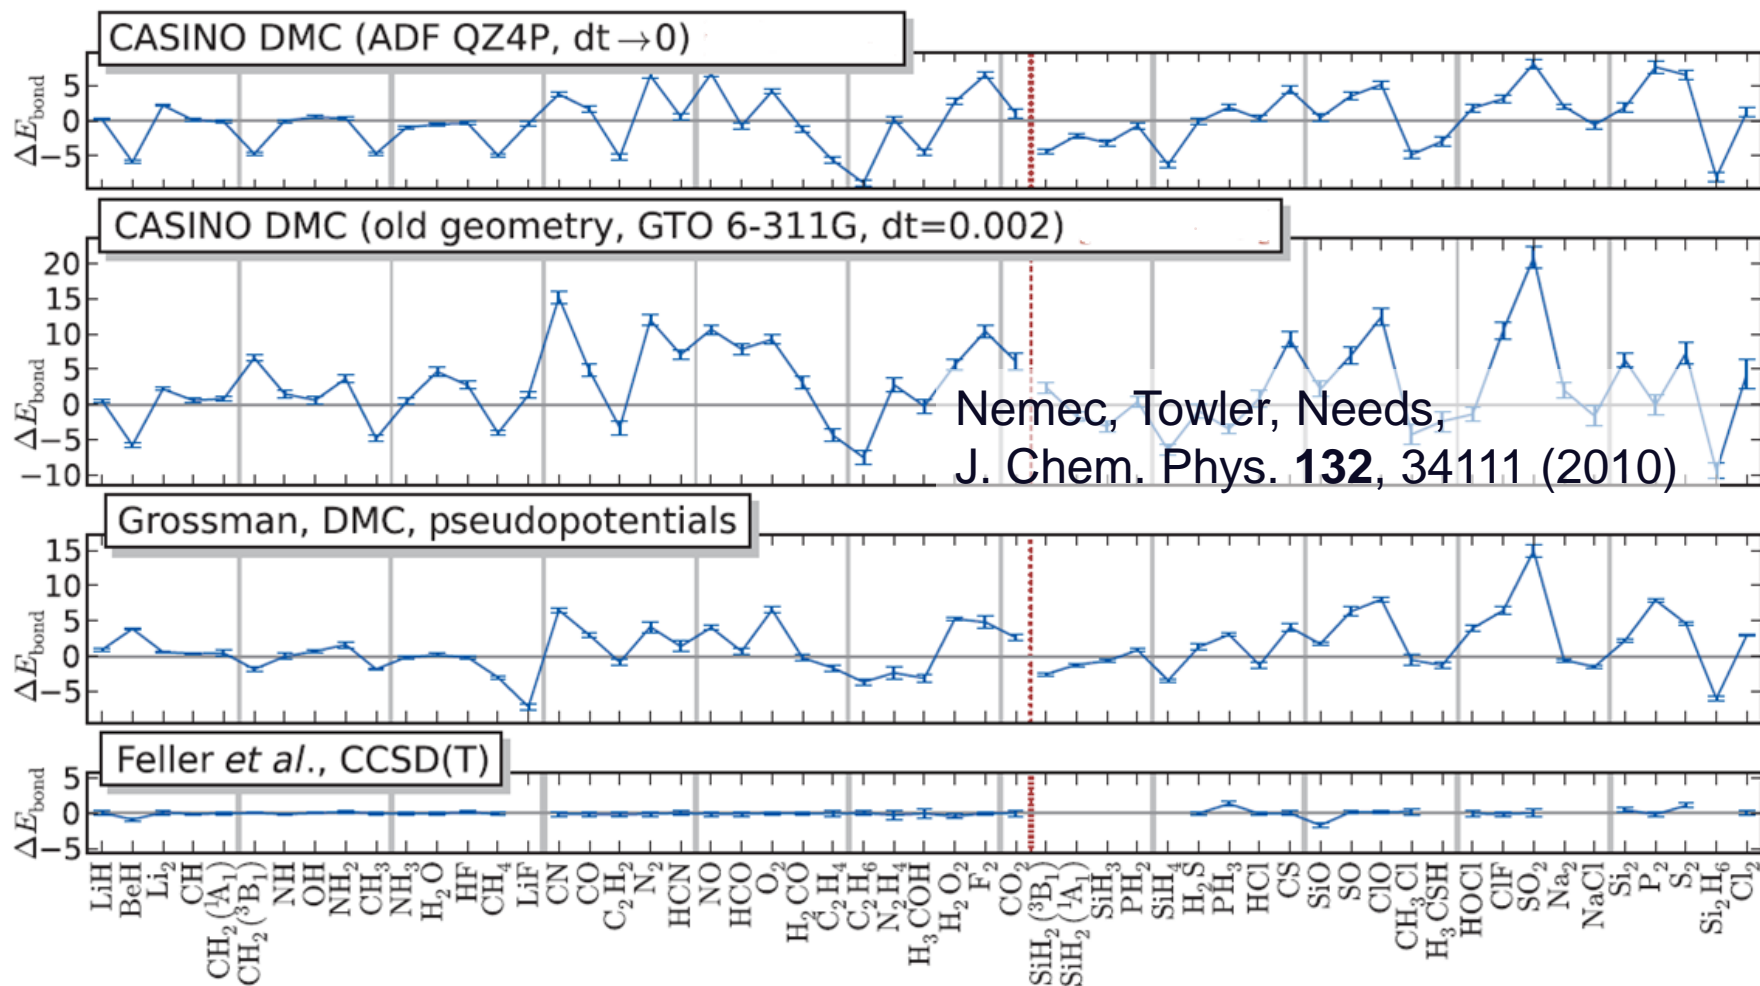 CASINO DMC (ADF QZ4P, dt→0)
ΔE_bond
5
0
−5
CASINO DMC (old geometry, GTO 6-311G, dt=0.002)
ΔE_bond
20
15
10
5
0
−5
−10
Nemec, Towler, Needs,
J. Chem. Phys. 132, 34111 (2010)
Grossman, DMC, pseudopotentials
ΔE_bond
15
10
5
0
−5
Feller et al., CCSD(T)
ΔE_bond
5
0
−5
LiH
BeH
Li₂
CH
CH₂(¹A₁)
CH₂(³B₁)
NH
OH
NH₂
CH₃
NH₃
H₂O
HF
CH₄
LiF
CN
CO
C₂H₂
N₂
HCN
NO
HCO
O₂
H₂CO
C₂H₄
C₂H₆
N₂H₄
H₃COH
H₂O₂
F₂
CO₂
SiH₂(³B₁)
SiH₂(¹A₁)
SiH₃
PH₂
SiH₄
H₂S
PH₃
HCl
CS
SiO
SO
ClO
CH₃Cl
H₃CSH
HOCl
ClF
SO₂
Na₂
NaCl
Si₂
P₂
S₂
Si₂H₆
Cl₂